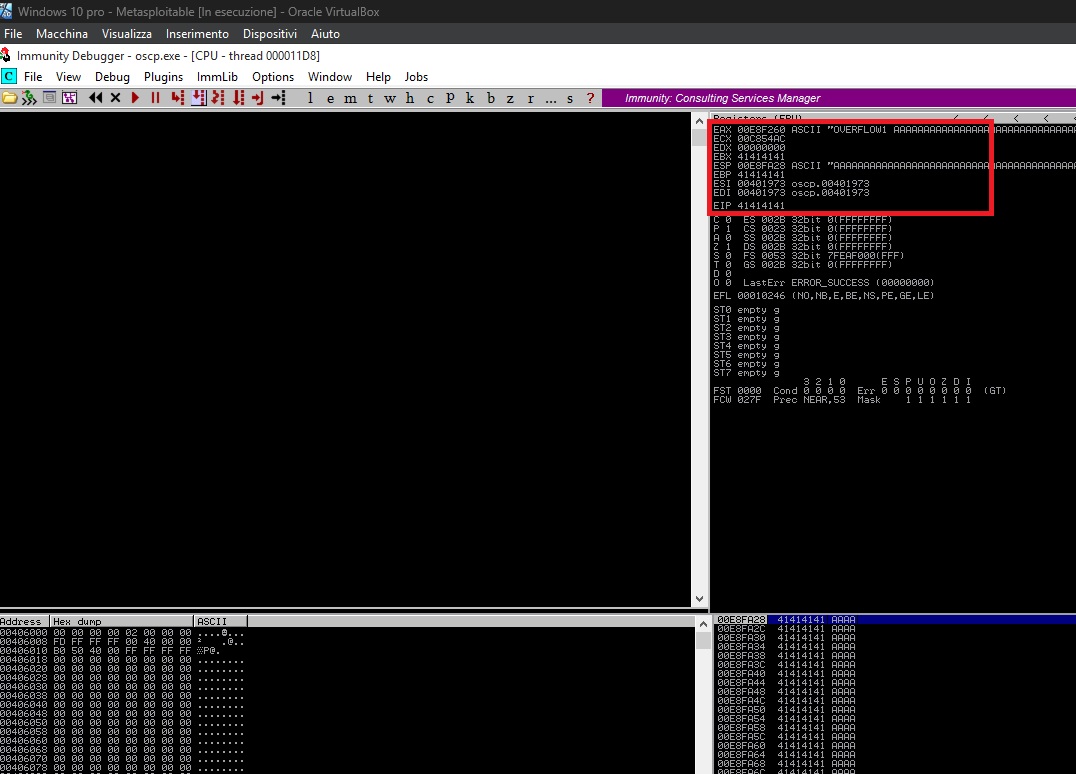 Windows 10 pro - Metasploitable [In esecuzione] - Oracle VirtualBox
File Macchina Visualizza Inserimento Dispositivi Aiuto
Immunity Debugger - oscp.exe - [CPU - thread 000011D8]
C File View Debug Plugins ImmLib Options Window Help Jobs
l e m t w h c P k b z r ... s ? Immunity: Consulting Services Manager
Registers (FPU) < < < <
EAX 00E8F260 ASCII "OVERFLOW1 AAAAAAAAAAAAAAAAAAAAAAAAAAAAAA
ECX 00C854AC
EDX 00000000
EBX 41414141
ESP 00E8FA28 ASCII "AAAAAAAAAAAAAAAAAAAAAAAAAAAAAAAAAAAAAAAA
EBP 41414141
ESI 00401973 oscp.00401973
EDI 00401973 oscp.00401973
EIP 41414141
C 0 ES 002B 32bit 0(FFFFFFFF)
P 1 CS 0023 32bit 0(FFFFFFFF)
A 0 SS 002B 32bit 0(FFFFFFFF)
Z 1 DS 002B 32bit 0(FFFFFFFF)
S 0 FS 0053 32bit 7FEAF000(FFF)
T 0 GS 002B 32bit 0(FFFFFFFF)
D 0
O 0 LastErr ERROR_SUCCESS (00000000)
EFL 00010246 (NO,NB,E,BE,NS,PE,GE,LE)
ST0 empty g
ST1 empty g
ST2 empty g
ST3 empty g
ST4 empty g
ST5 empty g
ST6 empty g
ST7 empty g
3 2 1 0 E S P U O Z D I
FST 0000 Cond 0 0 0 0 Err 0 0 0 0 0 0 0 0 (GT)
FCW 027F Prec NEAR,53 Mask 1 1 1 1 1 1
Address Hex dump ASCII
00406000 00 00 00 00 02 00 00 00 ....@...
00406008 FD FF FF FF 00 40 00 00 ² .@..
00406010 B0 50 40 00 FF FF FF FF ░P@.
00406018 00 00 00 00 00 00 00 00 ........
00406020 00 00 00 00 00 00 00 00 ........
00406028 00 00 00 00 00 00 00 00 ........
00406030 00 00 00 00 00 00 00 00 ........
00406038 00 00 00 00 00 00 00 00 ........
00406040 00 00 00 00 00 00 00 00 ........
00406048 00 00 00 00 00 00 00 00 ........
00406050 00 00 00 00 00 00 00 00 ........
00406058 00 00 00 00 00 00 00 00 ........
00406060 00 00 00 00 00 00 00 00 ........
00406068 00 00 00 00 00 00 00 00 ........
00406070 00 00 00 00 00 00 00 00 ........
00406078 00 00 00 00 00 00 00 00 ........
00E8FA28 41414141 AAAA
00E8FA2C 41414141 AAAA
00E8FA30 41414141 AAAA
00E8FA34 41414141 AAAA
00E8FA38 41414141 AAAA
00E8FA3C 41414141 AAAA
00E8FA40 41414141 AAAA
00E8FA44 41414141 AAAA
00E8FA48 41414141 AAAA
00E8FA4C 41414141 AAAA
00E8FA50 41414141 AAAA
00E8FA54 41414141 AAAA
00E8FA58 41414141 AAAA
00E8FA5C 41414141 AAAA
00E8FA60 41414141 AAAA
00E8FA64 41414141 AAAA
00E8FA68 41414141 AAAA
00E8FA6C 41414141 AAAA